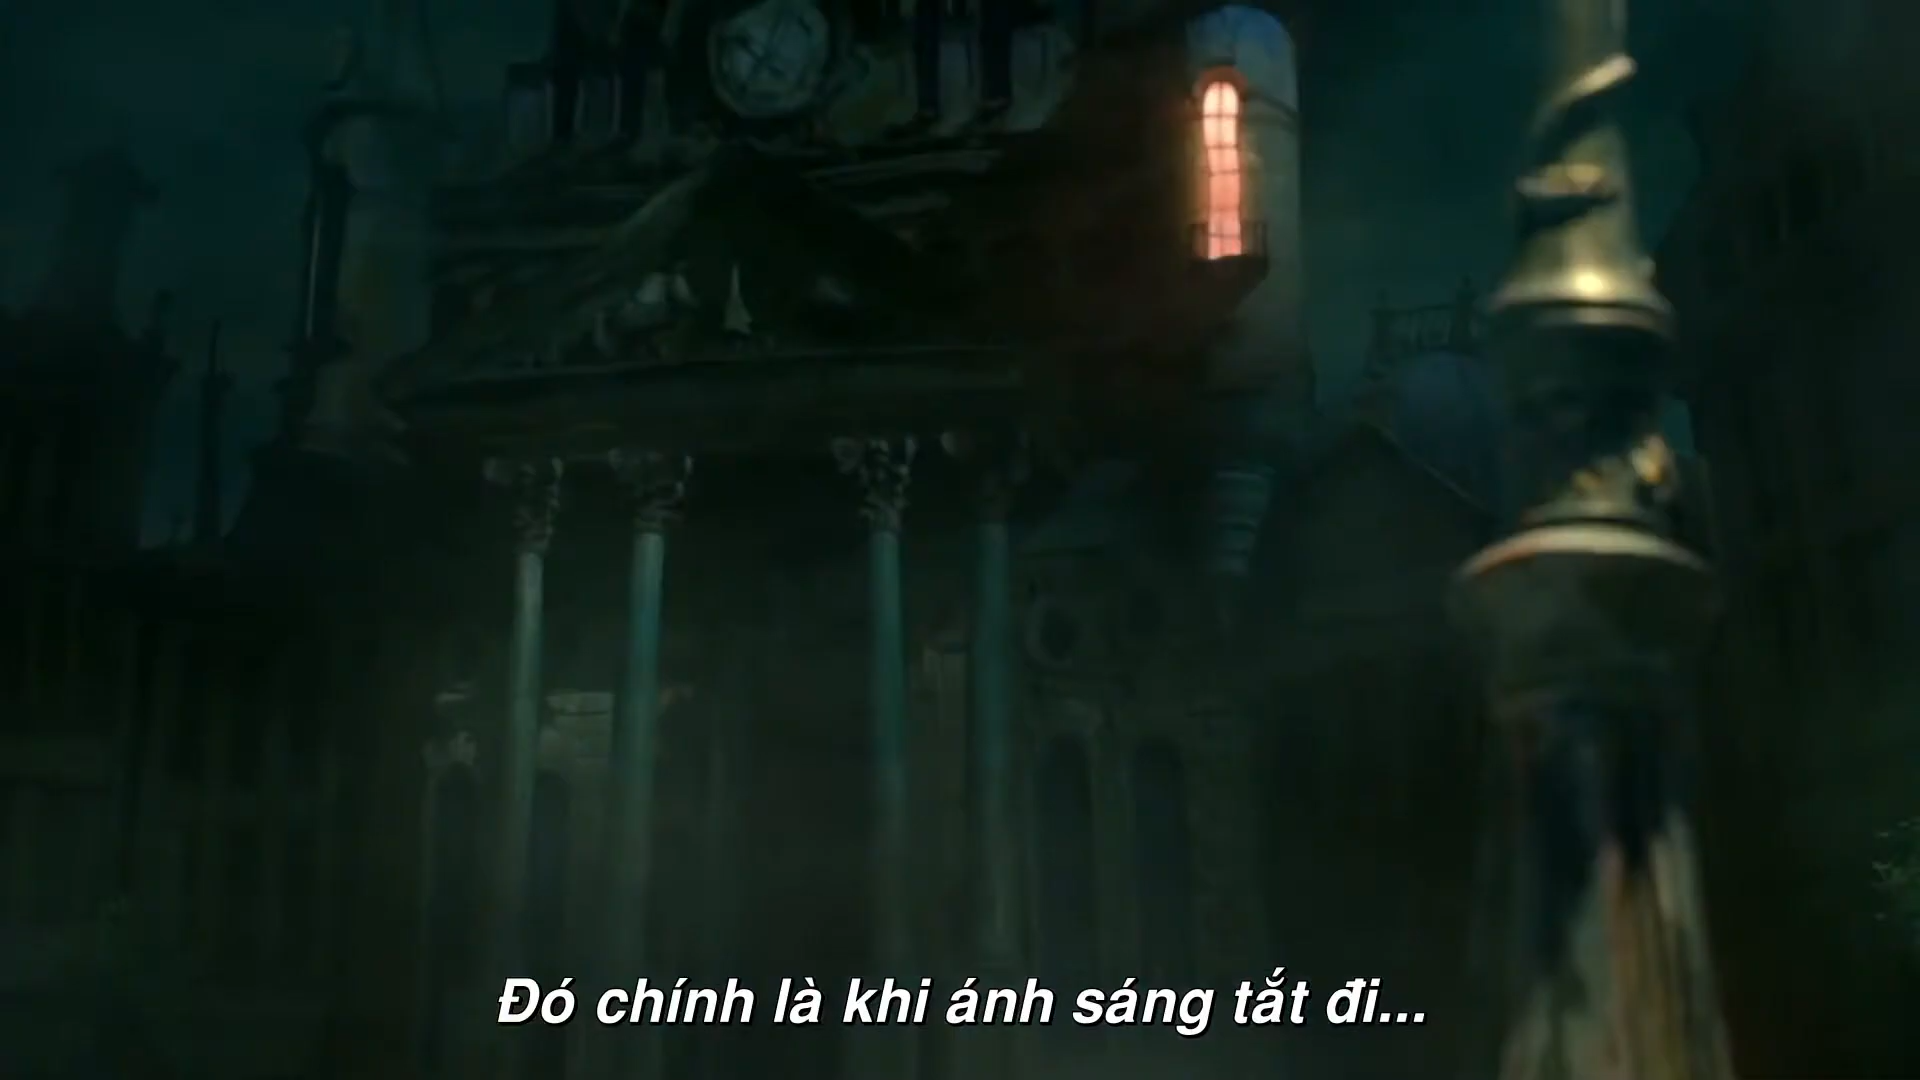 Đó chính là khi ánh sáng tắt đi...